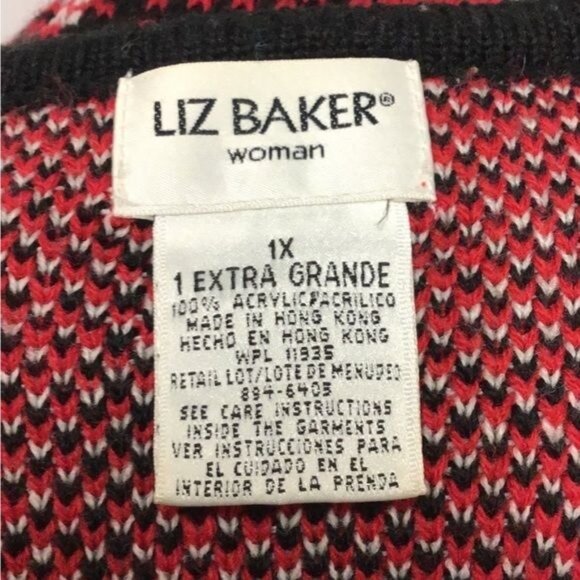 LIZ BAKER®
woman
1X
1 EXTRA GRANDE
100% ACRYLIC/ACRILICO
MADE IN HONG KONG
HECHO EN HONG KONG
WPL 11935
RETAIL LOT/LOTE DE MENUDEO
894-6403
SEE CARE INSTRUCTIONS
INSIDE THE GARMENTS
VER INSTRUCCIONES PARA
EL CUIDADO EN EL
INTERIOR DE LA PRENDA